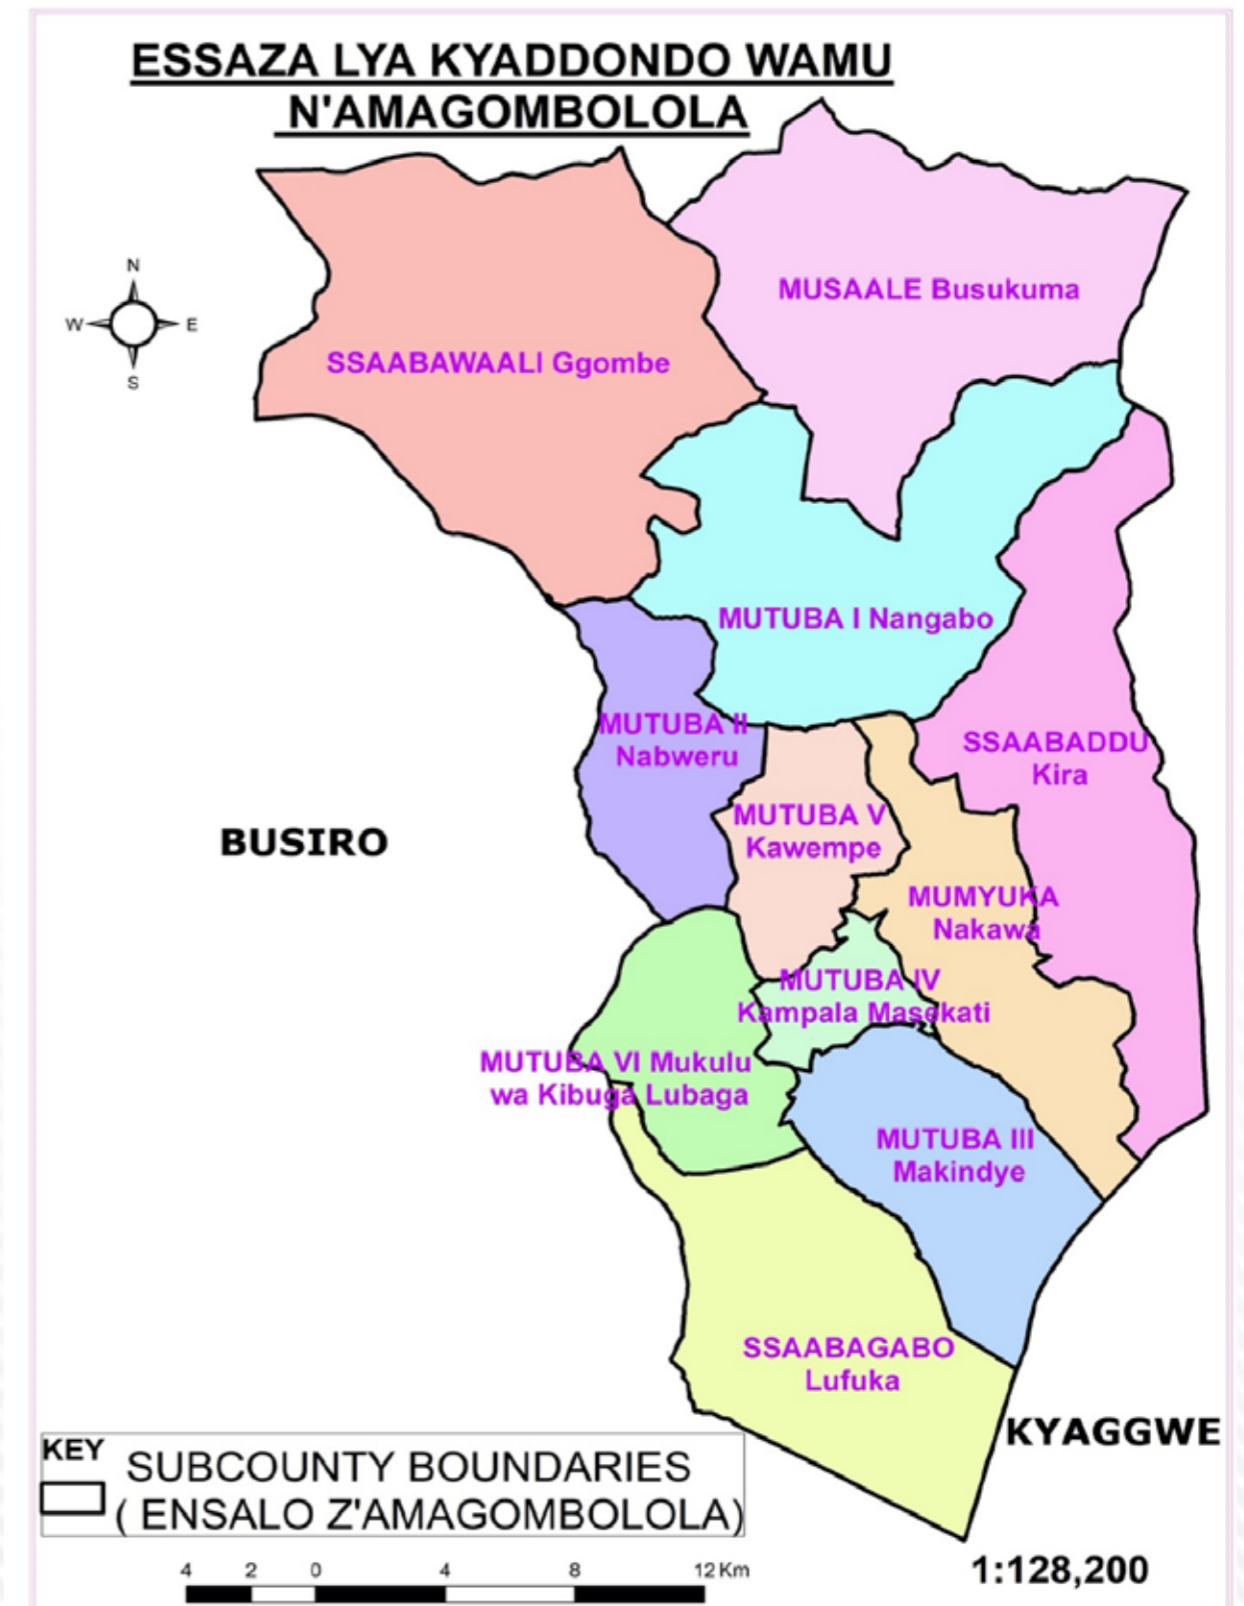 ESSAZA LYA KYADDONDO WAMU
N'AMAGOMBOLOLA
N
W
E
S
MUSAALE Busukuma
SSAABAWAALI Ggombe
MUTUBA I Nangabo
MUTUBA II
Nabweru
SSAABADDU
Kira
MUTUBA V
Kawempe
BUSIRO
MUMYUKA
Nakawa
MUTUBA IV
Kampala Masekati
MUTUBA VI Mukulu
wa Kibuga Lubaga
MUTUBA III
Makindye
SSAABAGABO
Lufuka
KYAGGWE
KEY
SUBCOUNTY BOUNDARIES
( ENSALO Z'AMAGOMBOLOLA)
4 2 0 4 8 12 Km
1:128,200